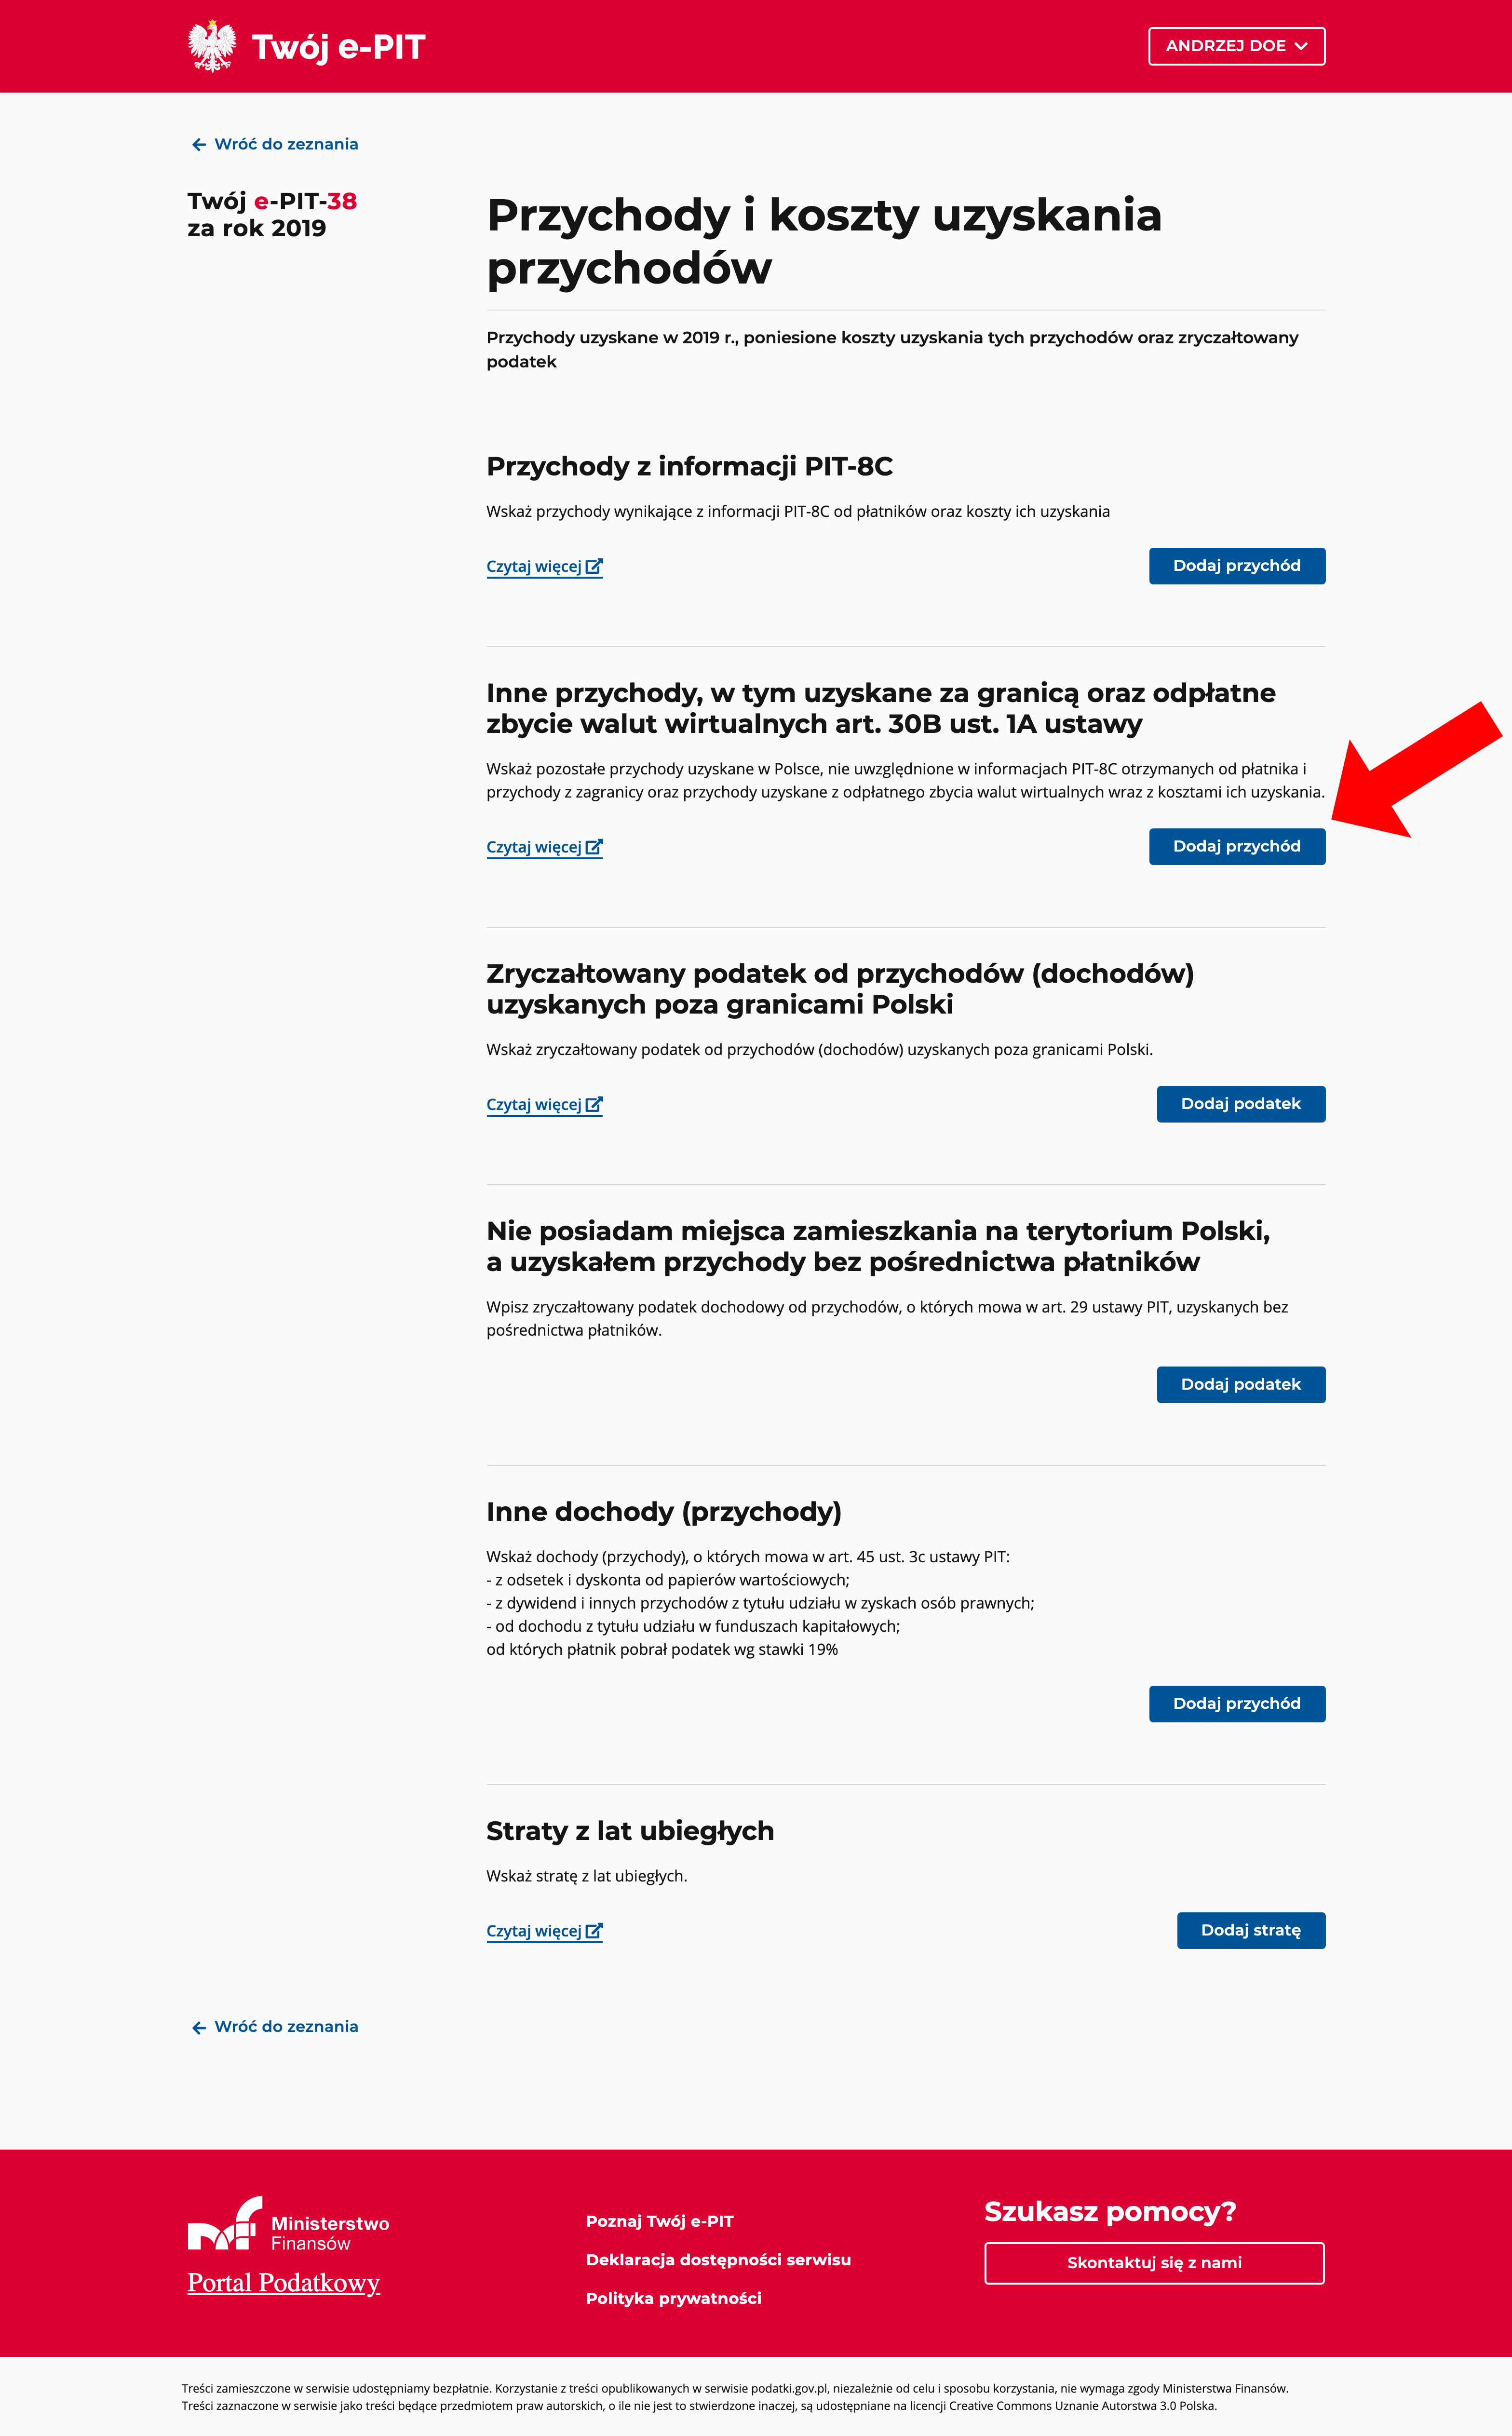 Twój e-PIT
ANDRZEJ DOE
Wróć do zeznania
Twój e-PIT-38
za rok 2019
Przychody i koszty uzyskania
przychodów
Przychody uzyskane w 2019 r., poniesione koszty uzyskania tych przychodów oraz zryczałtowany
podatek
Przychody z informacji PIT-8C
Wskaż przychody wynikające z informacji PIT-8C od płatników oraz koszty ich uzyskania
Czytaj więcej
Dodaj przychód
Inne przychody, w tym uzyskane za granicą oraz odpłatne
zbycie walut wirtualnych art. 30B ust. 1A ustawy
Wskaż pozostałe przychody uzyskane w Polsce, nie uwzględnione w informacjach PIT-8C otrzymanych od płatnika i
przychody z zagranicy oraz przychody uzyskane z odpłatnego zbycia walut wirtualnych wraz z kosztami ich uzyskania.
Czytaj więcej
Dodaj przychód
Zryczałtowany podatek od przychodów (dochodów)
uzyskanych poza granicami Polski
Wskaż zryczałtowany podatek od przychodów (dochodów) uzyskanych poza granicami Polski.
Czytaj więcej
Dodaj podatek
Nie posiadam miejsca zamieszkania na terytorium Polski,
a uzyskałem przychody bez pośrednictwa płatników
Wpisz zryczałtowany podatek dochodowy od przychodów, o których mowa w art. 29 ustawy PIT, uzyskanych bez
pośrednictwa płatników.
Dodaj podatek
Inne dochody (przychody)
Wskaż dochody (przychody), o których mowa w art. 45 ust. 3c ustawy PIT:
- z odsetek i dyskonta od papierów wartościowych;
- z dywidend i innych przychodów z tytułu udziału w zyskach osób prawnych;
- od dochodu z tytułu udziału w funduszach kapitałowych;
od których płatnik pobrał podatek wg stawki 19%
Dodaj przychód
Straty z lat ubiegłych
Wskaż stratę z lat ubiegłych.
Czytaj więcej
Dodaj stratę
Wróć do zeznania
Ministerstwo
Finansów
Portal Podatkowy
Poznaj Twój e-PIT
Deklaracja dostępności serwisu
Polityka prywatności
Szukasz pomocy?
Skontaktuj się z nami
Treści zamieszczone w serwisie udostępniamy bezpłatnie. Korzystanie z treści opublikowanych w serwisie podatki.gov.pl, niezależnie od celu i sposobu korzystania, nie wymaga zgody Ministerstwa Finansów.
Treści zaznaczone w serwisie jako treści będące przedmiotem praw autorskich, o ile nie jest to stwierdzone inaczej, są udostępniane na licencji Creative Commons Uznanie Autorstwa 3.0 Polska.